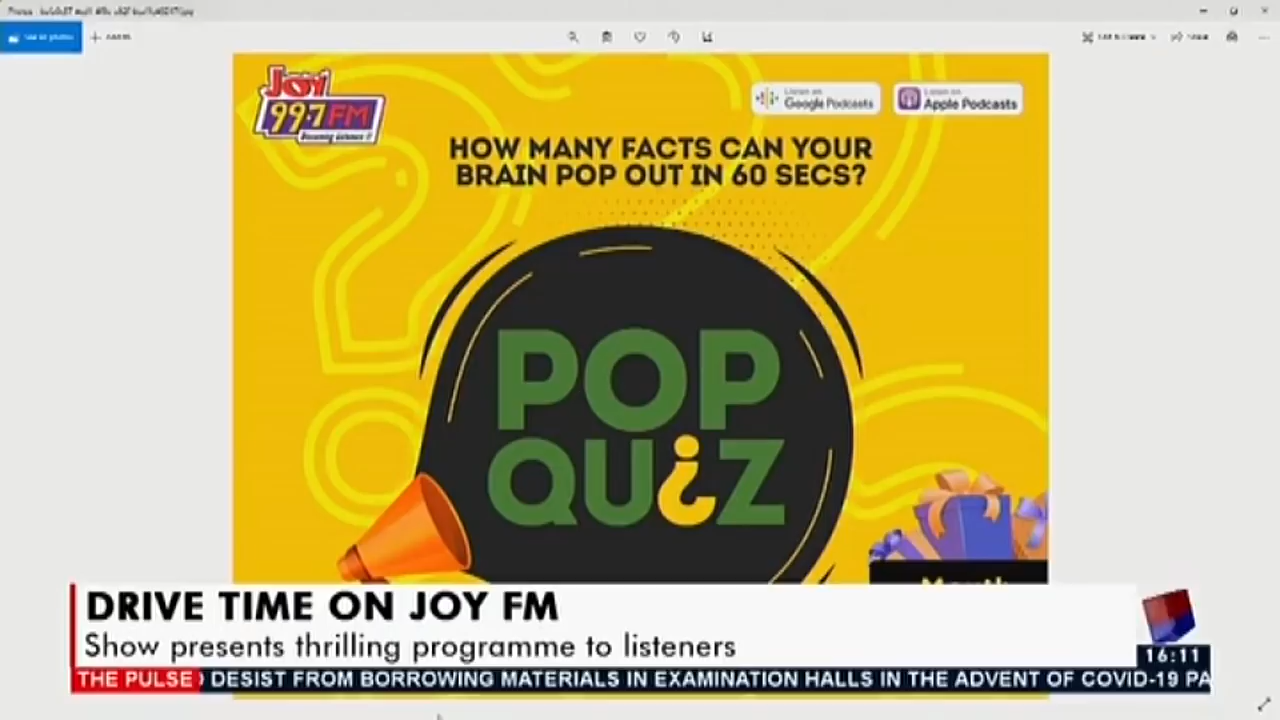 JOY
99.7 FM
Listen on
Google Podcasts
Listen on
Apple Podcasts
HOW MANY FACTS CAN YOUR
BRAIN POP OUT IN 60 SECS?
POP
QU¿Z
DRIVE TIME ON JOY FM
Show presents thrilling programme to listeners
16:11
THE PULSE
DESIST FROM BORROWING MATERIALS IN EXAMINATION HALLS IN THE ADVENT OF COVID-19 PA